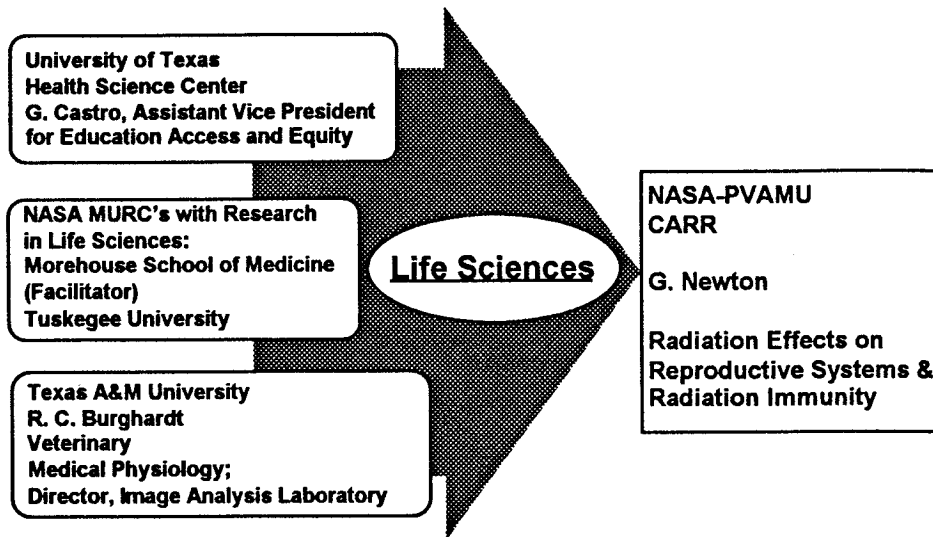 University of Texas
Health Science Center
G. Castro, Assistant Vice President
for Education Access and Equity
NASA MURC's with Research
in Life Sciences:
Morehouse School of Medicine
(Facilitator)
Tuskegee University
Texas A&M University
R. C. Burghardt
Veterinary
Medical Physiology;
Director, Image Analysis Laboratory
Life Sciences
NASA-PVAMU
CARR
G. Newton
Radiation Effects on
Reproductive Systems &
Radiation Immunity